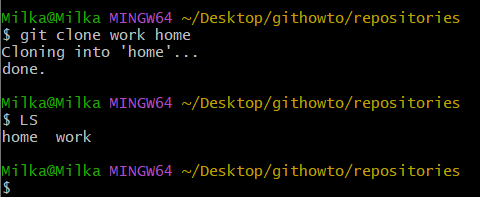 Milka@Milka MINGW64 ~/Desktop/githowto/repositories
$ git clone work home
Cloning into 'home'...
done.
Milka@Milka MINGW64 ~/Desktop/githowto/repositories
$ LS
home  work
Milka@Milka MINGW64 ~/Desktop/githowto/repositories
$